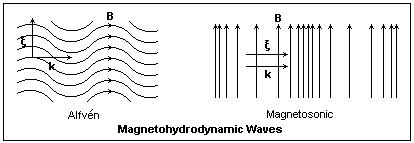 B
ξ
k
Alfvén
B
ξ
k
Magnetosonic
Magnetohydrodynamic Waves